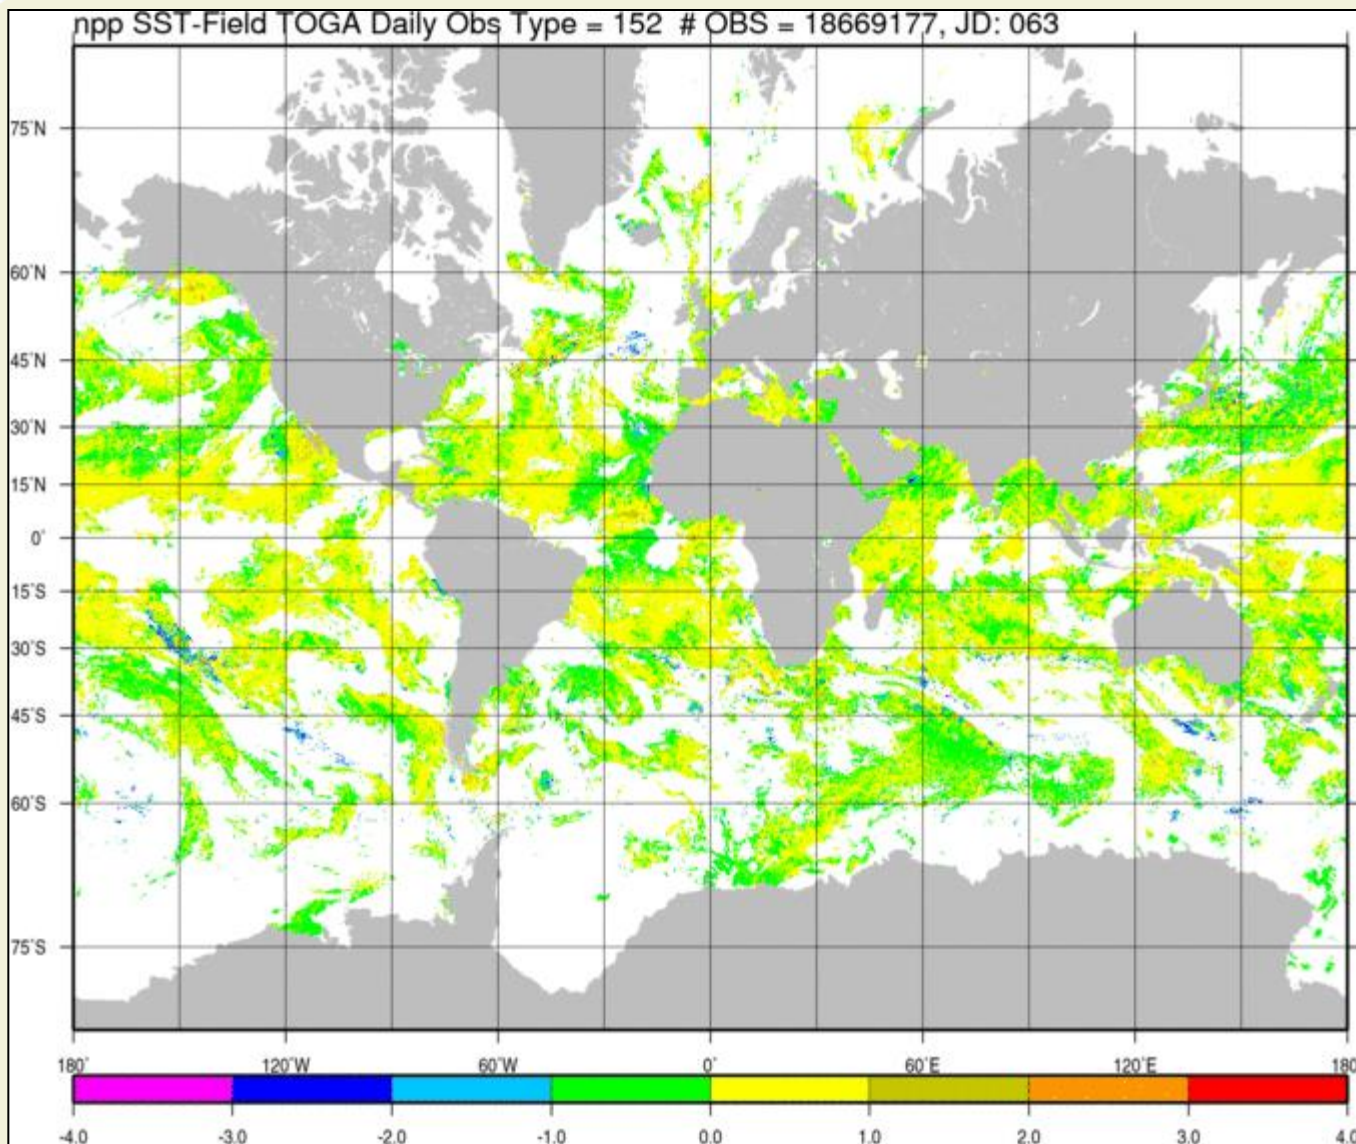 npp SST-Field TOGA Daily Obs Type = 152 # OBS = 18669177, JD: 063
75°N
60°N
45°N
30°N
15°N
0°
15°S
30°S
45°S
60°S
75°S
180° 120°W 60°W 0° 60°E 120°E 180
-4.0 -3.0 -2.0 -1.0 0.0 1.0 2.0 3.0 4.0